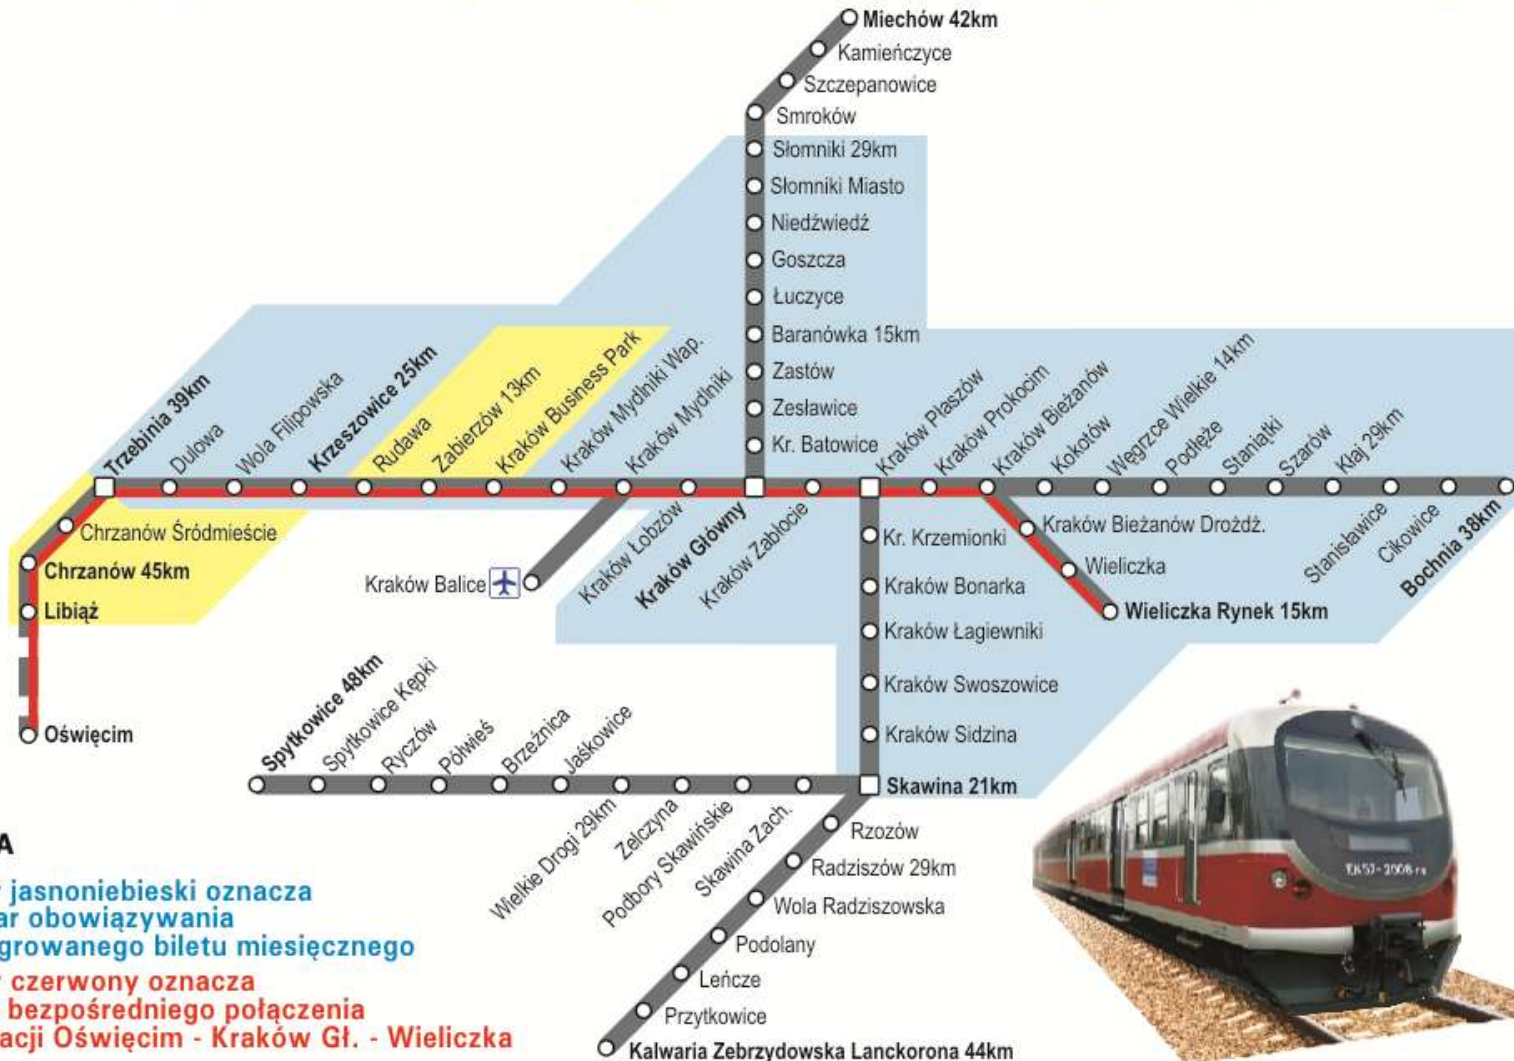 Miechów 42km
Kamieńczyce
Szczepanowice
Smroków
Słomniki 29km
Słomniki Miasto
Niedźwiedź
Goszcza
Łuczyce
Baranówka 15km
Zastów
Zesławice
Kr. Batowice
Trzebinia 39km
Dulowa
Wola Filipowska
Krzeszowice 25km
Rudawa
Zabierzów 13km
Kraków Business Park
Kraków Mydlniki Wap.
Kraków Mydlniki
Kraków Płaszów
Kraków Prokocim
Kraków Bieżanów
Kokotów
Węgrzce Wielkie 14km
Podłęże
Staniątki
Szarów
Kłaj 29km
Chrzanów Śródmieście
Chrzanów 45km
Libiąż
Oświęcim
Kraków Balice
Kraków Łobzów
Kraków Główny
Kraków Zabłocie
Stanisławice
Cikowice
Bochnia 38km
Kr. Krzemionki
Kraków Bonarka
Kraków Łagiewniki
Kraków Swoszowice
Kraków Sidzina
Skawina 21km
Kraków Bieżanów Drożdż.
Wieliczka
Wieliczka Rynek 15km
Spytkowice 48km
Spytkowice Kępki
Ryczów
Półwieś
Brzeźnica
Jaśkowice
Wielkie Drogi 29km
Zelczyna
Podbory Skawińskie
Skawina Zach.
Rzozów
Radziszów 29km
Wola Radziszowska
Podolany
Leńcze
Przytkowice
Kalwaria Zebrzydowska Lanckorona 44km
A
jasnoniebieski oznacza
ar obowiązywania
growanego biletu miesięcznego
czerwony oznacza
bezpośredniego połączenia
acji Oświęcim - Kraków Gł. - Wieliczka